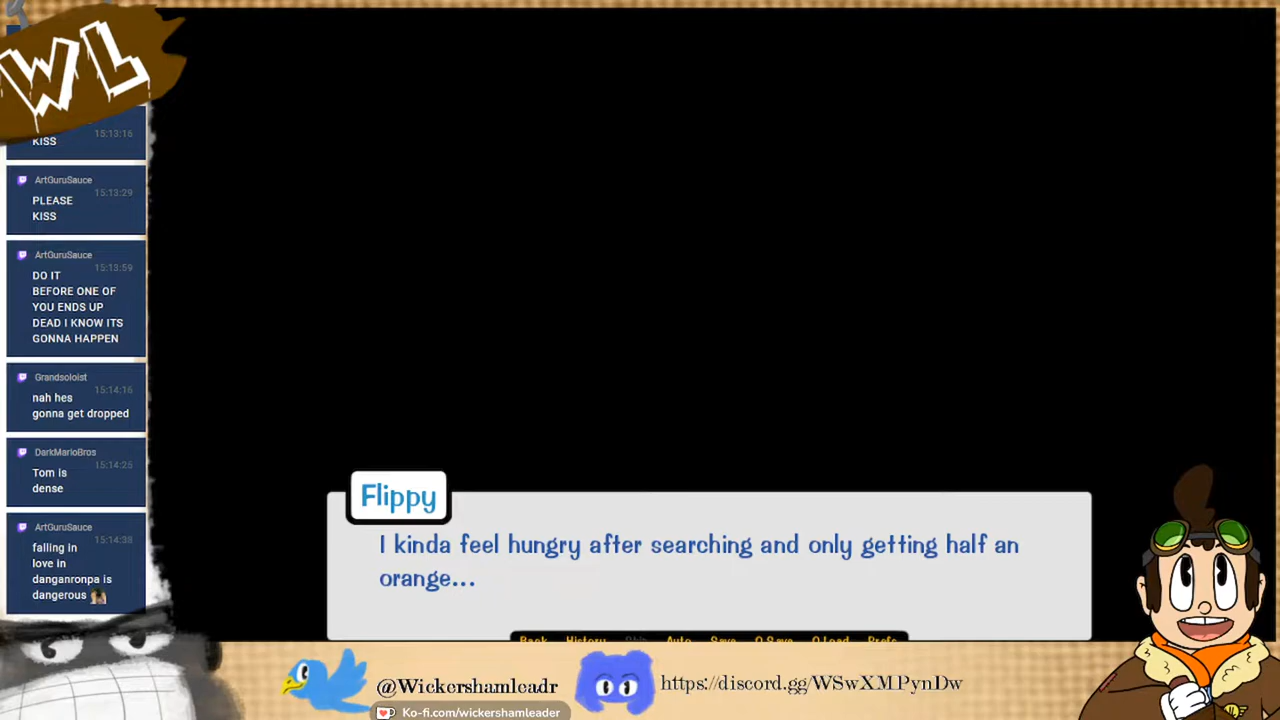 WL
KISS
15:13:16
ArtGuruSauce
15:13:29
PLEASE
KISS
ArtGuruSauce
15:13:59
DO IT
BEFORE ONE OF
YOU ENDS UP
DEAD I KNOW ITS
GONNA HAPPEN
Grandsoloist
15:14:16
nah hes
gonna get dropped
DarkMarioBros
15:14:25
Tom is
dense
ArtGuruSauce
15:14:38
falling in
love in
danganronpa is
dangerous
Flippy
I kinda feel hungry after searching and only getting half an
orange...
Back History Skip Auto Save Q.Save Q.Load Prefs
@Wickershamleadr
https://discord.gg/WSwXMPynDw
Ko-fi.com/wickershamleader